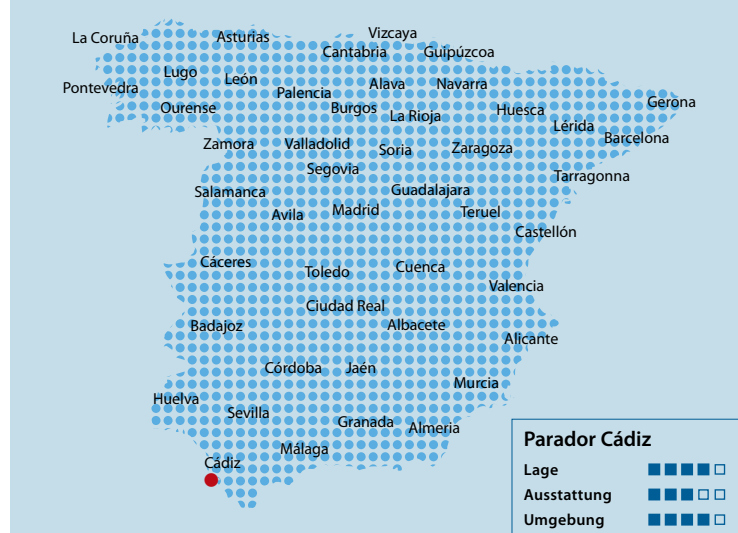 Vizcaya
La Coruña
Asturias
Cantabria
Guipúzcoa
Lugo
León
Pontevedra
Palencia
Alava
Navarra
Ourense
Burgos
La Rioja
Huesca
Gerona
Lérida
Barcelona
Zamora
Valladolid
Soria
Zaragoza
Segovia
Tarragonna
Salamanca
Guadalajara
Avila
Madrid
Teruel
Castellón
Cáceres
Toledo
Cuenca
Valencia
Ciudad Real
Badajoz
Albacete
Alicante
Córdoba
Jaén
Murcia
Huelva
Sevilla
Granada
Almeria
Málaga
Cádiz
Parador Cádiz
Lage
Ausstattung
Umgebung